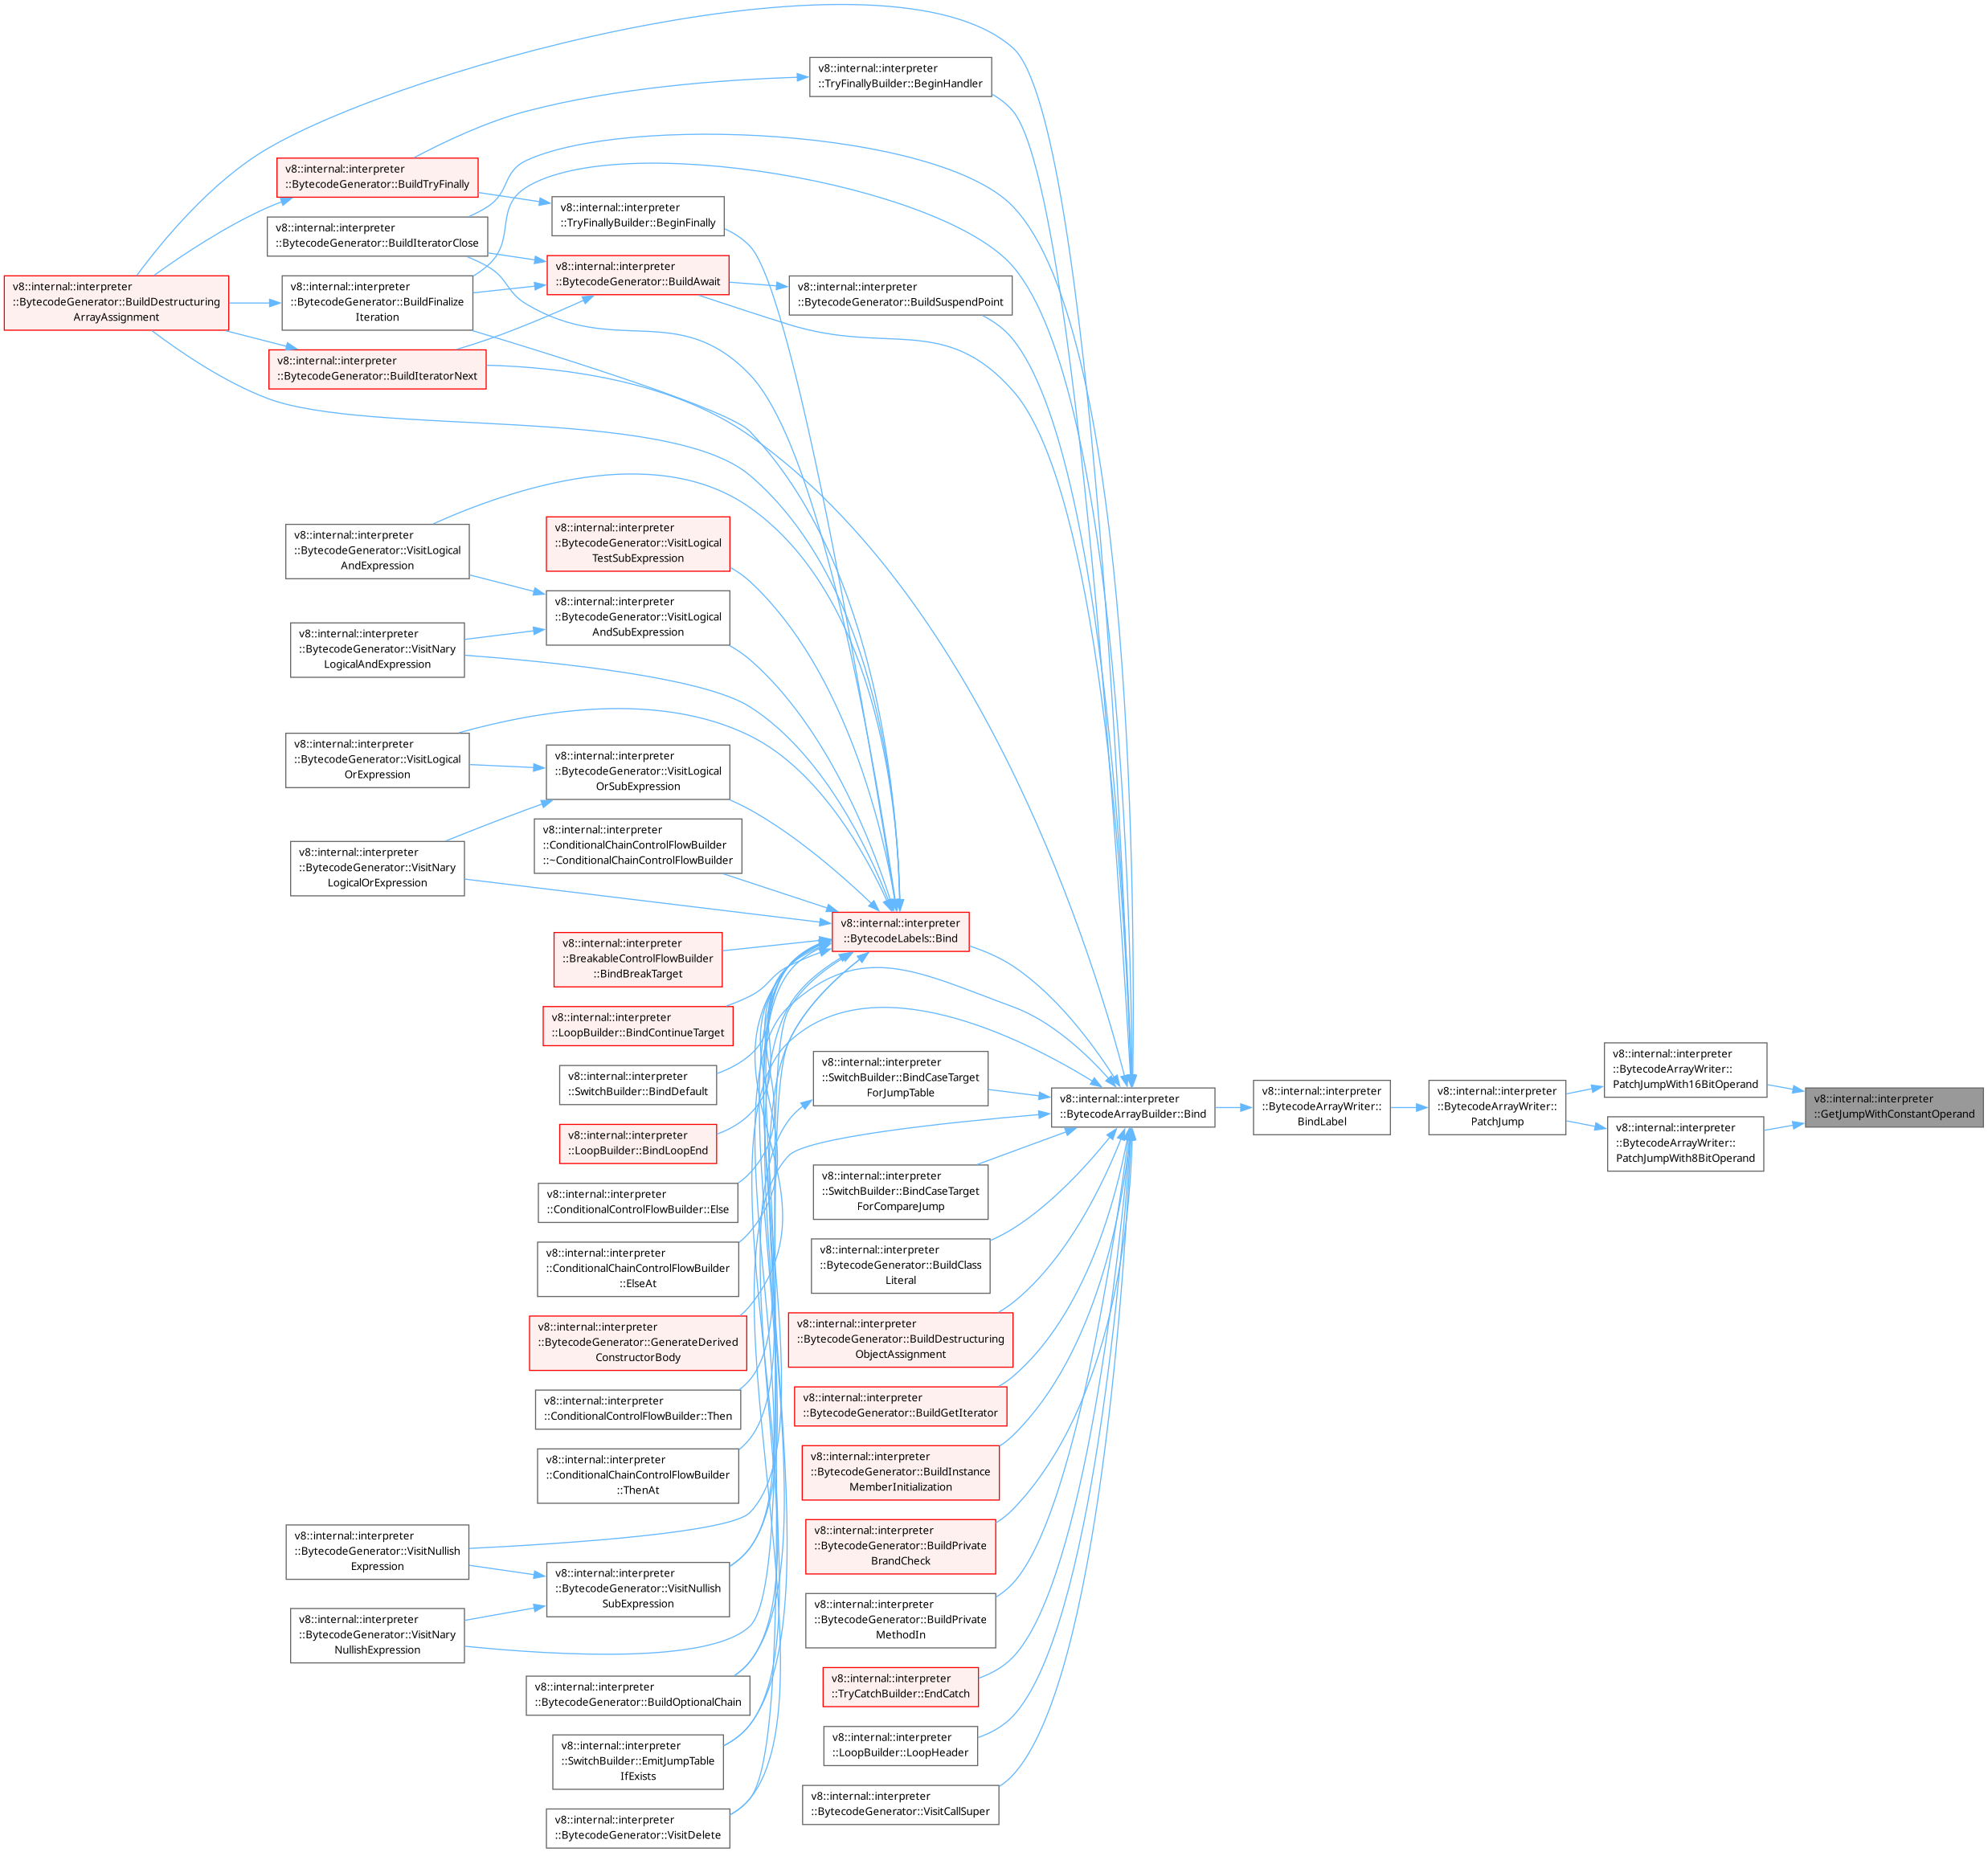 v8::internal::interpreter
::TryFinallyBuilder::BeginHandler
v8::internal::interpreter
::BytecodeGenerator::BuildTryFinally
v8::internal::interpreter
::TryFinallyBuilder::BeginFinally
v8::internal::interpreter
::BytecodeGenerator::BuildIteratorClose
v8::internal::interpreter
::BytecodeGenerator::BuildAwait
v8::internal::interpreter
::BytecodeGenerator::BuildDestructuring
ArrayAssignment
v8::internal::interpreter
::BytecodeGenerator::BuildFinalize
Iteration
v8::internal::interpreter
::BytecodeGenerator::BuildSuspendPoint
v8::internal::interpreter
::BytecodeGenerator::BuildIteratorNext
v8::internal::interpreter
::BytecodeGenerator::VisitLogical
AndExpression
v8::internal::interpreter
::BytecodeGenerator::VisitLogical
TestSubExpression
v8::internal::interpreter
::BytecodeGenerator::VisitLogical
AndSubExpression
v8::internal::interpreter
::BytecodeGenerator::VisitNary
LogicalAndExpression
v8::internal::interpreter
::BytecodeGenerator::VisitLogical
OrExpression
v8::internal::interpreter
::BytecodeGenerator::VisitLogical
OrSubExpression
v8::internal::interpreter
::ConditionalChainControlFlowBuilder
::~ConditionalChainControlFlowBuilder
v8::internal::interpreter
::BytecodeGenerator::VisitNary
LogicalOrExpression
v8::internal::interpreter
::BytecodeLabels::Bind
v8::internal::interpreter
::BreakableControlFlowBuilder
::BindBreakTarget
v8::internal::interpreter
::LoopBuilder::BindContinueTarget
v8::internal::interpreter
::SwitchBuilder::BindDefault
v8::internal::interpreter
::SwitchBuilder::BindCaseTarget
ForJumpTable
v8::internal::interpreter
::BytecodeArrayBuilder::Bind
v8::internal::interpreter
::BytecodeArrayWriter::
BindLabel
v8::internal::interpreter
::BytecodeArrayWriter::
PatchJump
v8::internal::interpreter
::BytecodeArrayWriter::
PatchJumpWith16BitOperand
v8::internal::interpreter
::GetJumpWithConstantOperand
v8::internal::interpreter
::BytecodeArrayWriter::
PatchJumpWith8BitOperand
v8::internal::interpreter
::LoopBuilder::BindLoopEnd
v8::internal::interpreter
::SwitchBuilder::BindCaseTarget
ForCompareJump
v8::internal::interpreter
::ConditionalControlFlowBuilder::Else
v8::internal::interpreter
::BytecodeGenerator::BuildClass
Literal
v8::internal::interpreter
::ConditionalChainControlFlowBuilder
::ElseAt
v8::internal::interpreter
::BytecodeGenerator::GenerateDerived
ConstructorBody
v8::internal::interpreter
::BytecodeGenerator::BuildDestructuring
ObjectAssignment
v8::internal::interpreter
::ConditionalControlFlowBuilder::Then
v8::internal::interpreter
::BytecodeGenerator::BuildGetIterator
v8::internal::interpreter
::ConditionalChainControlFlowBuilder
::ThenAt
v8::internal::interpreter
::BytecodeGenerator::BuildInstance
MemberInitialization
v8::internal::interpreter
::BytecodeGenerator::VisitNullish
Expression
v8::internal::interpreter
::BytecodeGenerator::BuildPrivate
BrandCheck
v8::internal::interpreter
::BytecodeGenerator::VisitNullish
SubExpression
v8::internal::interpreter
::BytecodeGenerator::VisitNary
NullishExpression
v8::internal::interpreter
::BytecodeGenerator::BuildPrivate
MethodIn
v8::internal::interpreter
::BytecodeGenerator::BuildOptionalChain
v8::internal::interpreter
::TryCatchBuilder::EndCatch
v8::internal::interpreter
::SwitchBuilder::EmitJumpTable
IfExists
v8::internal::interpreter
::LoopBuilder::LoopHeader
v8::internal::interpreter
::BytecodeGenerator::VisitDelete
v8::internal::interpreter
::BytecodeGenerator::VisitCallSuper